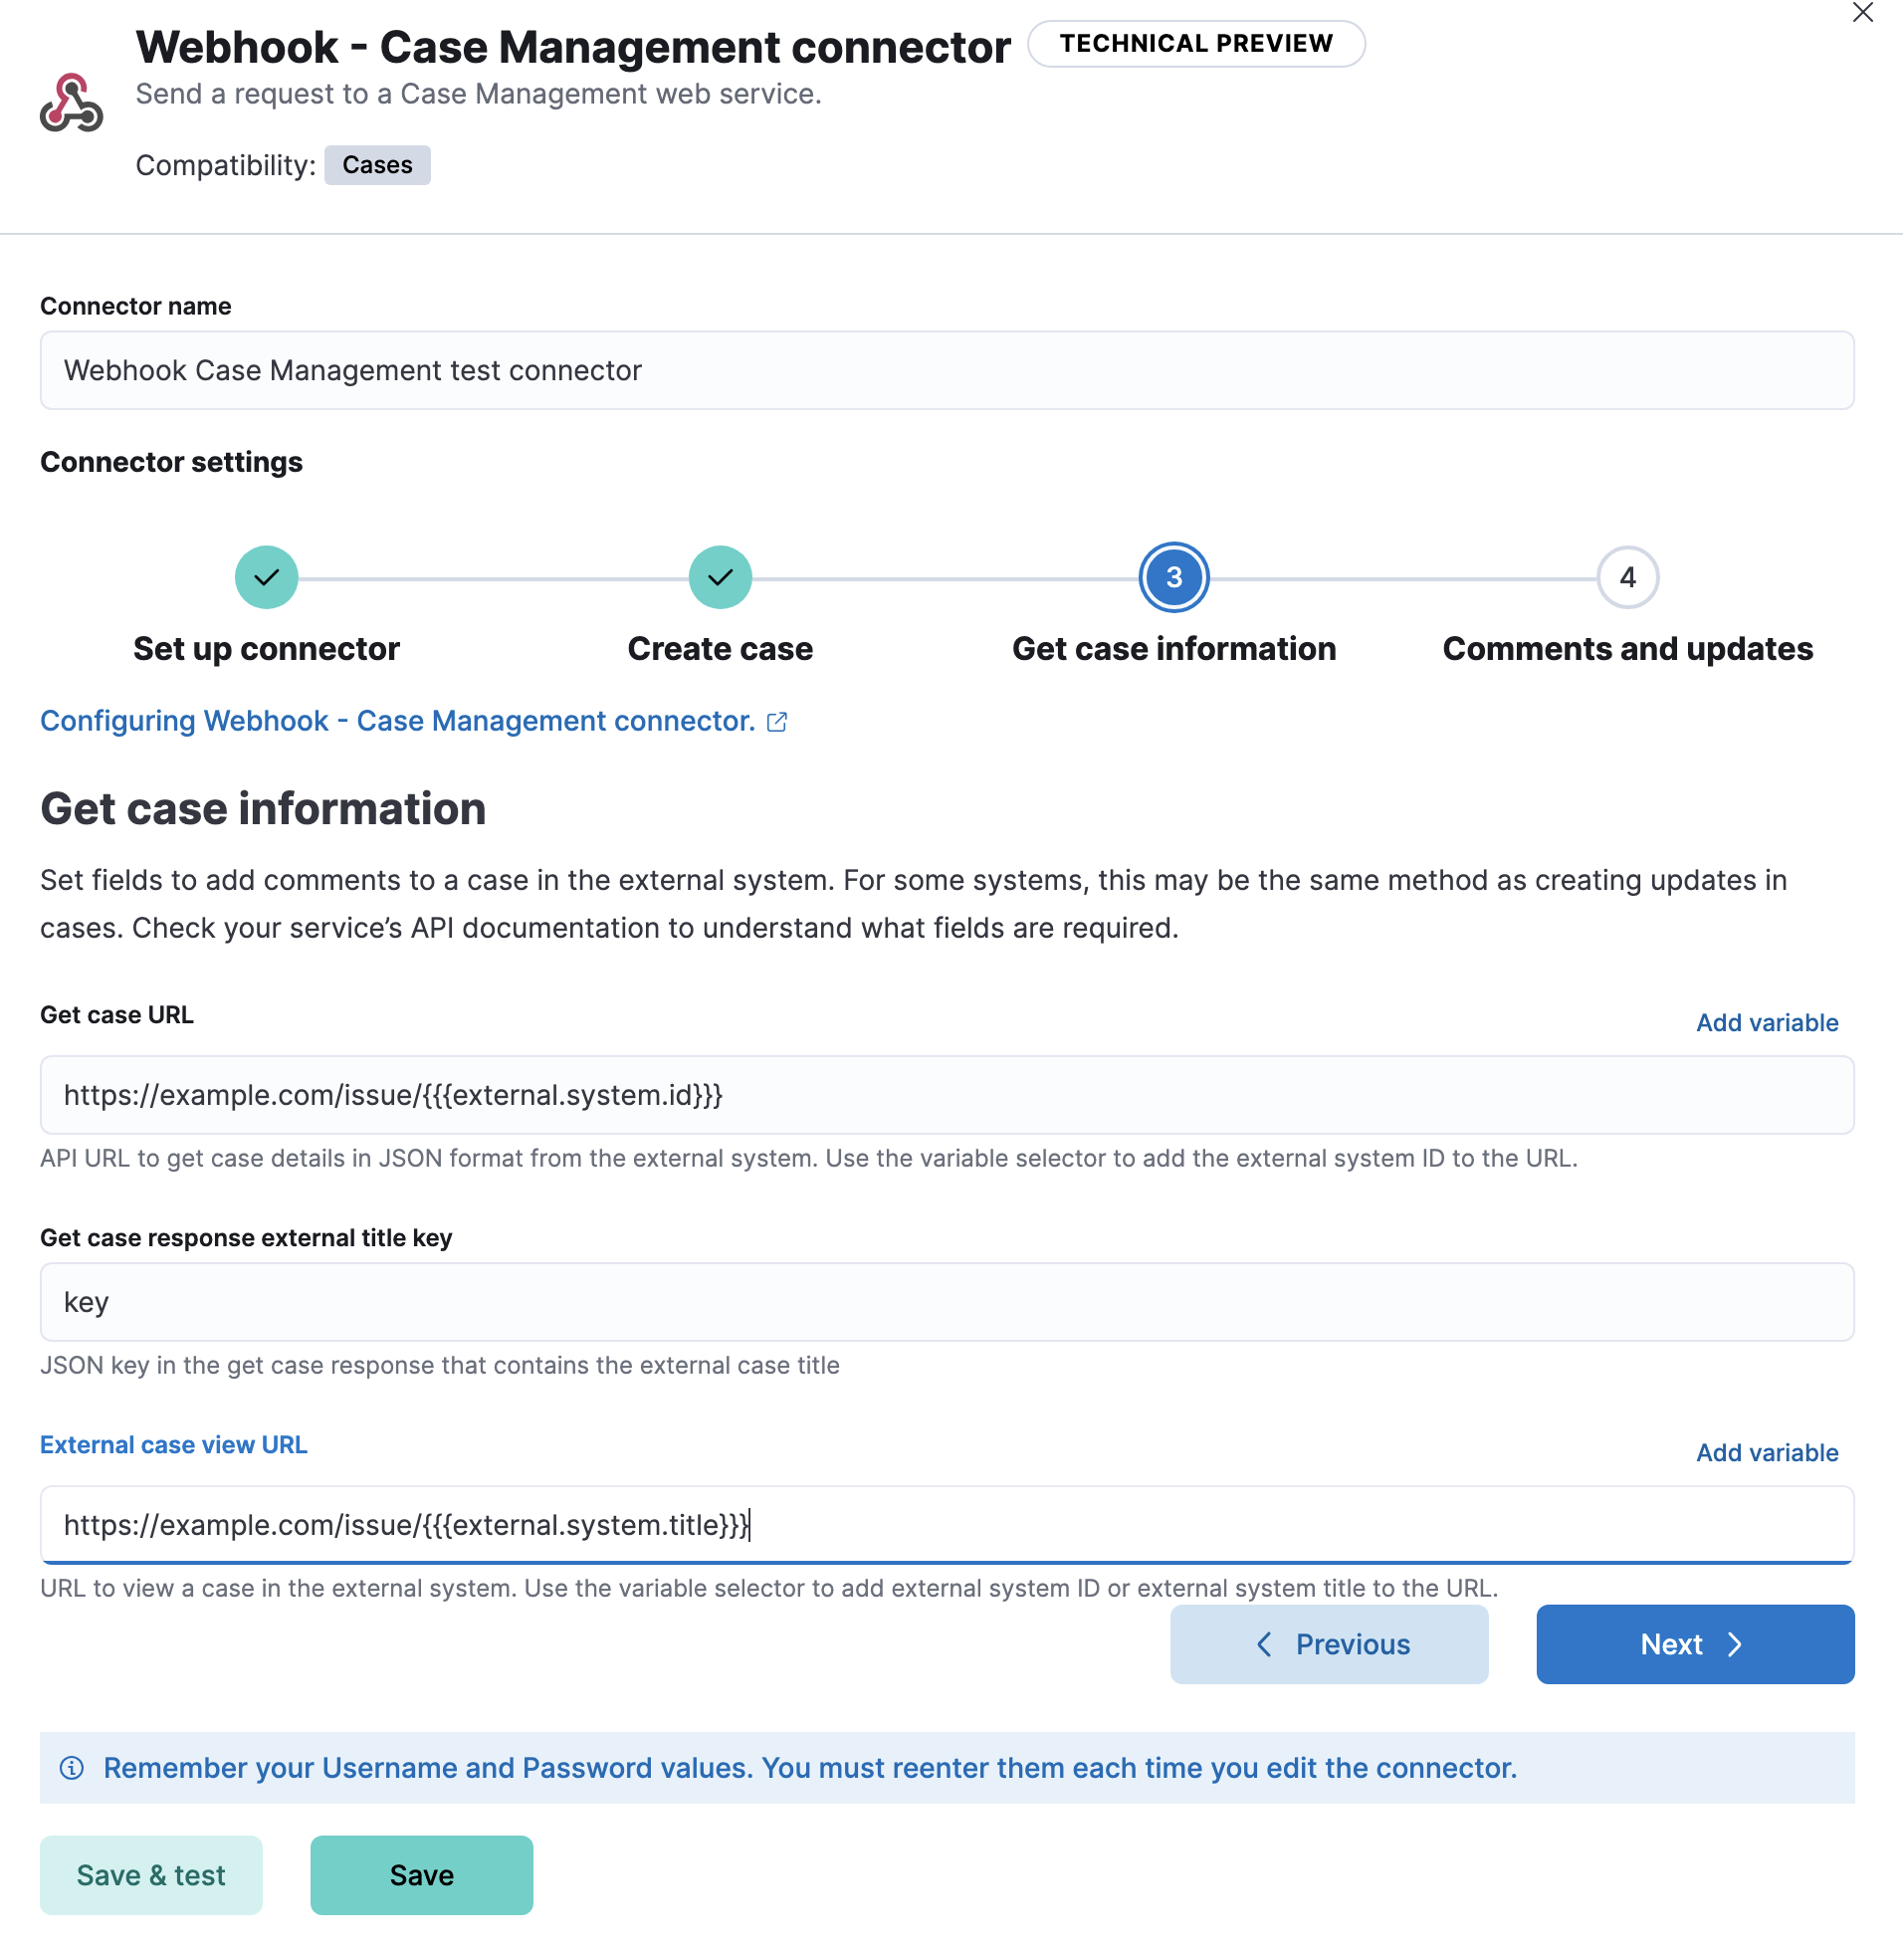 Webhook - Case Management connector
TECHNICAL PREVIEW
Send a request to a Case Management web service.
Compatibility: Cases
Connector name
Webhook Case Management test connector
Connector settings
3
4
Set up connector
Create case
Get case information
Comments and updates
Configuring Webhook - Case Management connector.
Get case information
Set fields to add comments to a case in the external system. For some systems, this may be the same method as creating updates in
cases. Check your service’s API documentation to understand what fields are required.
Get case URL
Add variable
https://example.com/issue/{{{external.system.id}}}
API URL to get case details in JSON format from the external system. Use the variable selector to add the external system ID to the URL.
Get case response external title key
key
JSON key in the get case response that contains the external case title
External case view URL
Add variable
https://example.com/issue/{{{external.system.title}}}
URL to view a case in the external system. Use the variable selector to add external system ID or external system title to the URL.
Previous
Next
Remember your Username and Password values. You must reenter them each time you edit the connector.
Save & test
Save